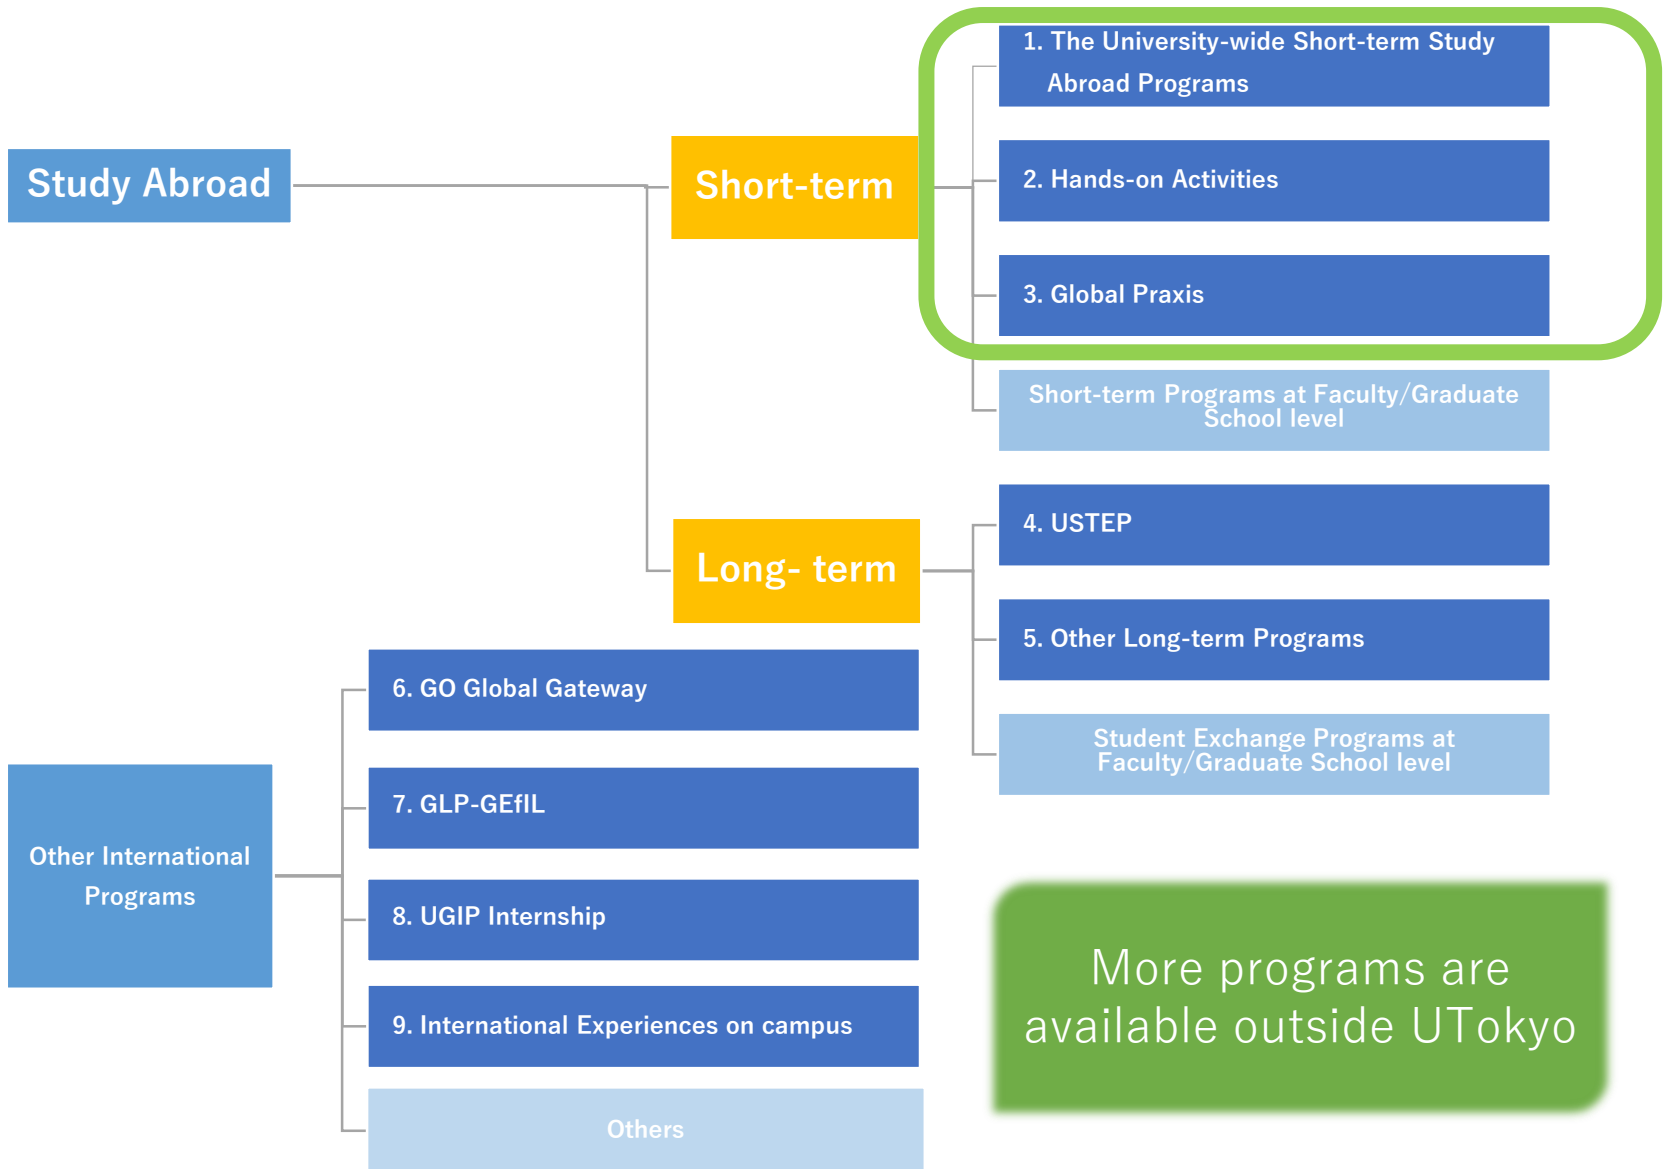 Study Abroad
Short-term
1. The University-wide Short-term Study
Abroad Programs
2. Hands-on Activities
3. Global Praxis
Short-term Programs at Faculty/Graduate
School level
Long- term
4. USTEP
5. Other Long-term Programs
Student Exchange Programs at
Faculty/Graduate School level
Other International
Programs
6. GO Global Gateway
7. GLP-GEfIL
8. UGIP Internship
9. International Experiences on campus
Others
More programs are
available outside UTokyo